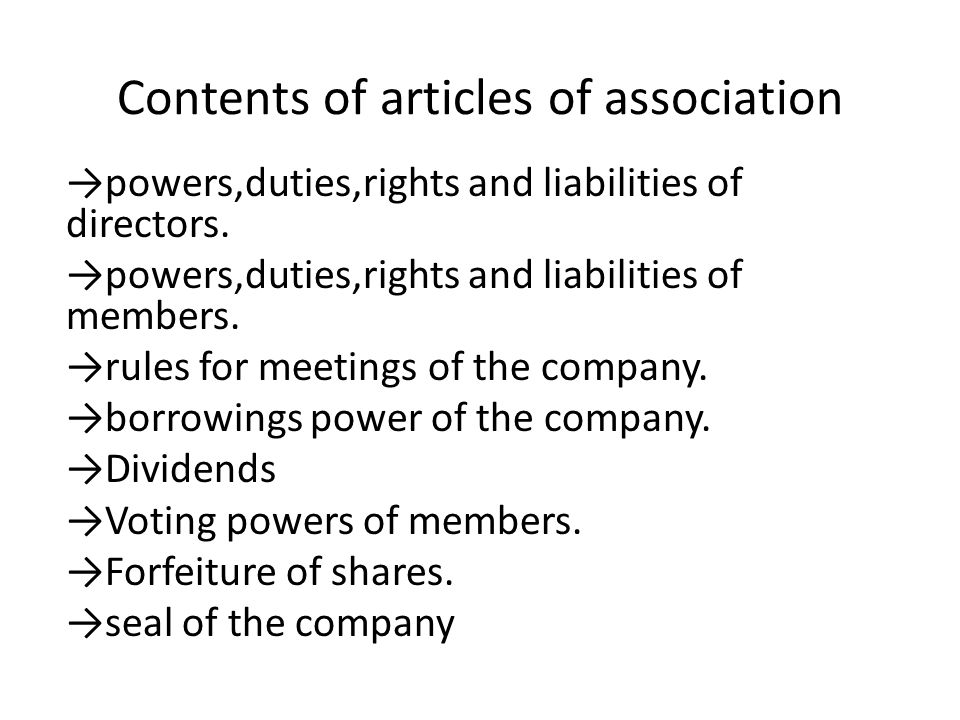 Contents of articles of association
→powers,duties,rights and liabilities of
directors.
→powers,duties,rights and liabilities of
members.
→rules for meetings of the company.
→borrowings power of the company.
→Dividends
→Voting powers of members.
→Forfeiture of shares.
→seal of the company